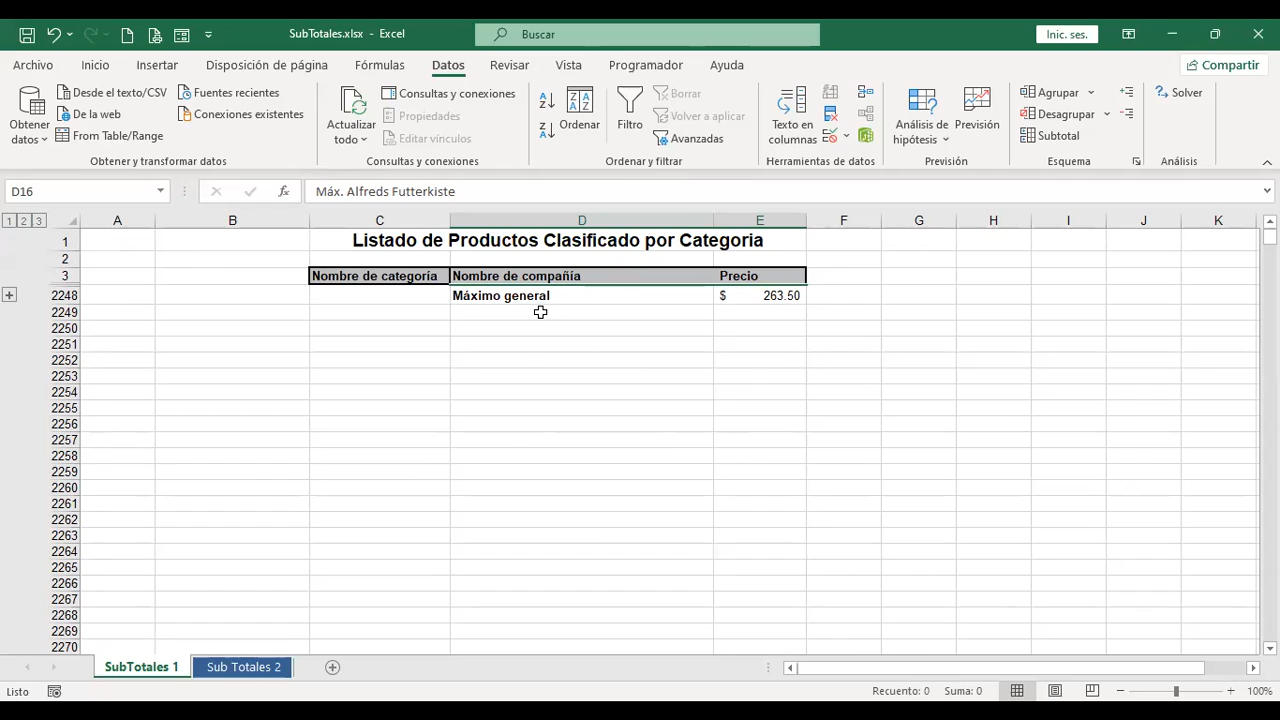 SubTotales.xlsx - Excel
Buscar
Inic. ses.
Archivo Inicio Insertar Disposición de página Fórmulas Datos Revisar Vista Programador Ayuda
Compartir
Obtener datos
Desde el texto/CSV
De la web
From Table/Range
Fuentes recientes
Conexiones existentes
Obtener y transformar datos
Actualizar todo
Consultas y conexiones
Propiedades
Editar vínculos
Consultas y conexiones
Ordenar
Filtro
Borrar
Volver a aplicar
Avanzadas
Ordenar y filtrar
Texto en columnas
Herramientas de datos
Análisis de hipótesis
Previsión
Previsión
Agrupar
Desagrupar
Subtotal
Esquema
Solver
Análisis
D16
fx
Máx. Alfreds Futterkiste
1 2 3
A B C D E F G H I J K
1 Listado de Productos Clasificado por Categoria
2
3 Nombre de categoría Nombre de compañía Precio
2248 Máximo general $ 263.50
2249
2250
2251
2252
2253
2254
2255
2256
2257
2258
2259
2260
2261
2262
2263
2264
2265
2266
2267
2268
2269
2270
SubTotales 1 Sub Totales 2
Listo
Recuento: 0 Suma: 0
100%